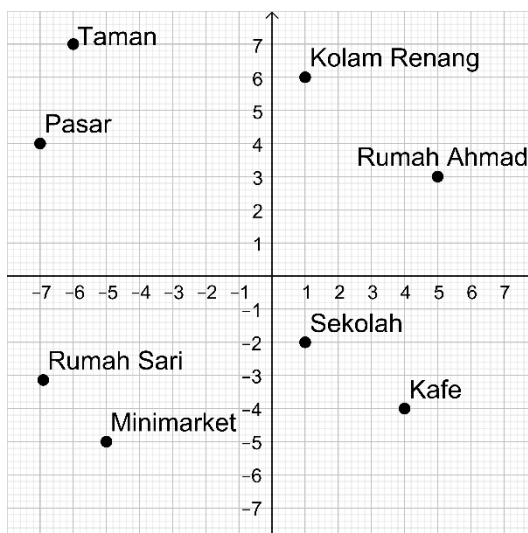 Taman
7
Kolam Renang
6
5
Pasar
4
Rumah Ahmad
3
2
1
−7 −6 −5 −4 −3 −2 −1 1 2 3 4 5 6 7
−1
Sekolah
−2
Rumah Sari
−3
Kafe
−4
Minimarket
−5
−6
−7